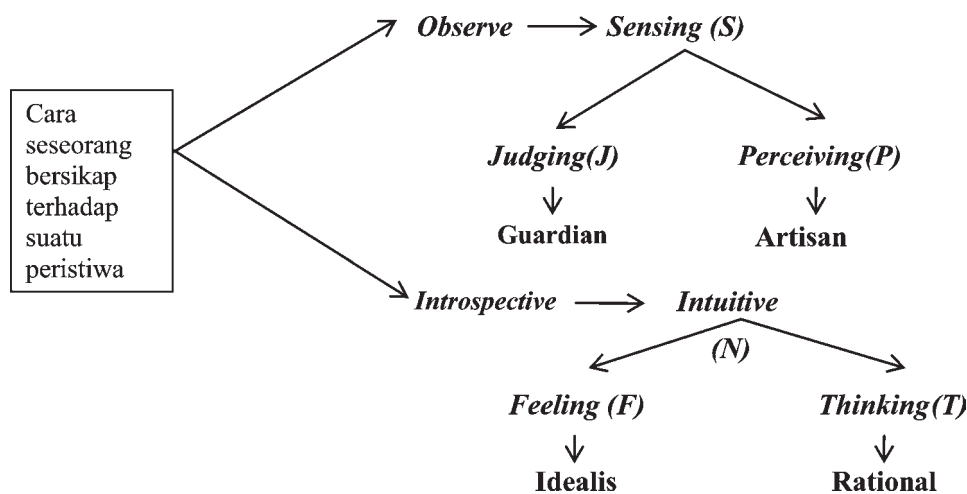 Observe
Sensing (S)
Cara
seseorang
bersikap
terhadap
suatu
peristiwa
Judging(J)
Perceiving(P)
Guardian
Artisan
Introspective
Intuitive
(N)
Feeling (F)
Thinking(T)
Idealis
Rational